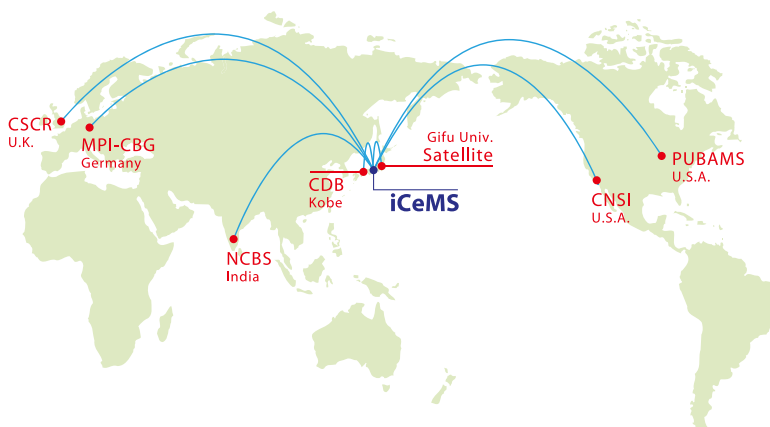 CSCR
U.K.
MPI-CBG
Germany
NCBS
India
CDB
Kobe
Gifu Univ.
Satellite
iCeMS
PUBAMS
U.S.A.
CNSI
U.S.A.